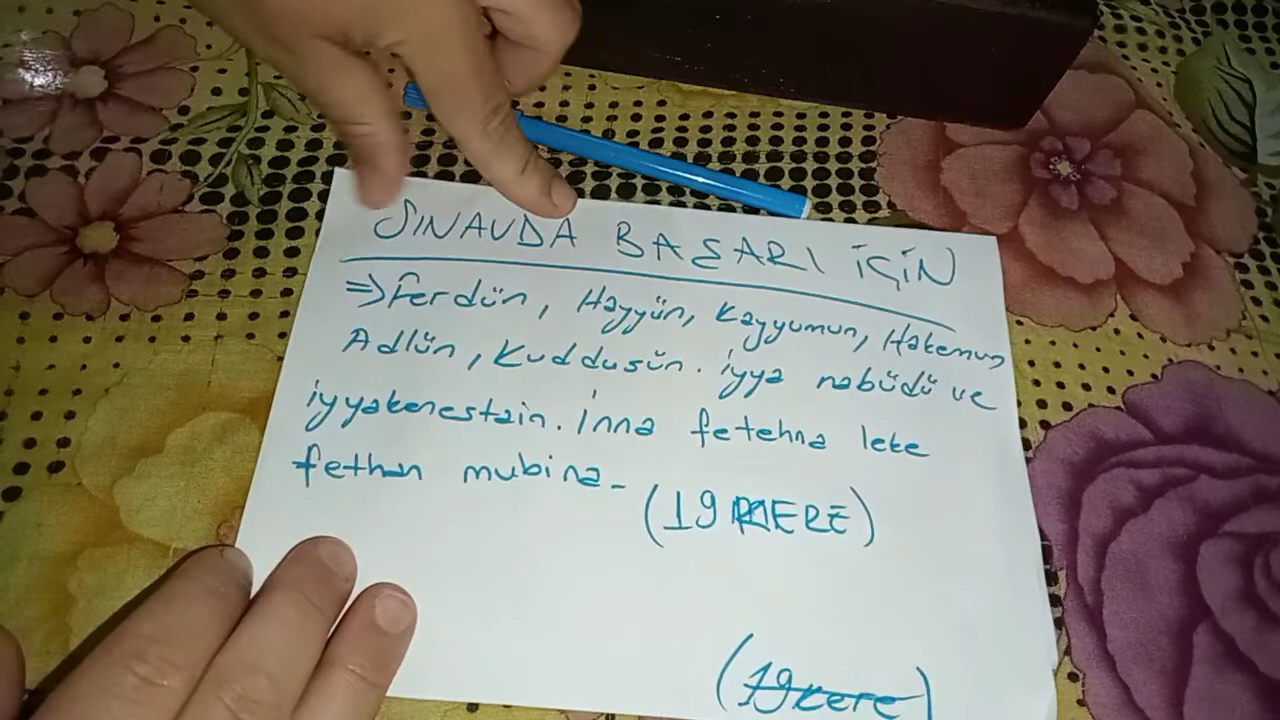 SINAVDA BAŞARI İÇİN
⇒ Ferdün, Hayyün, Kayyumun, Hakemun,
Adlün, Kuddusün. iyya nabüdü ve
iyyakenestain. İnna fetehna leke
fethan mubina-
(19 KERE)
(19 kere)